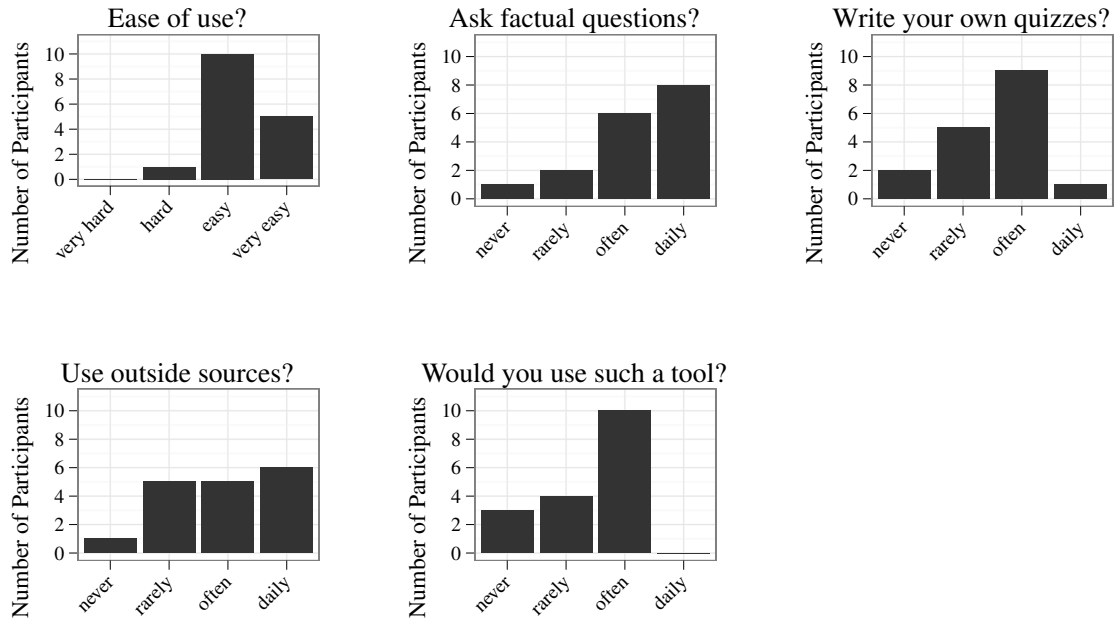 Ease of use?
Number of Participants
10
8
6
4
2
0
very hard
hard
easy
very easy
Ask factual questions?
Number of Participants
10
8
6
4
2
0
never
rarely
often
daily
Write your own quizzes?
Number of Participants
10
8
6
4
2
0
never
rarely
often
daily
Use outside sources?
Number of Participants
10
8
6
4
2
0
never
rarely
often
daily
Would you use such a tool?
Number of Participants
10
8
6
4
2
0
never
rarely
often
daily